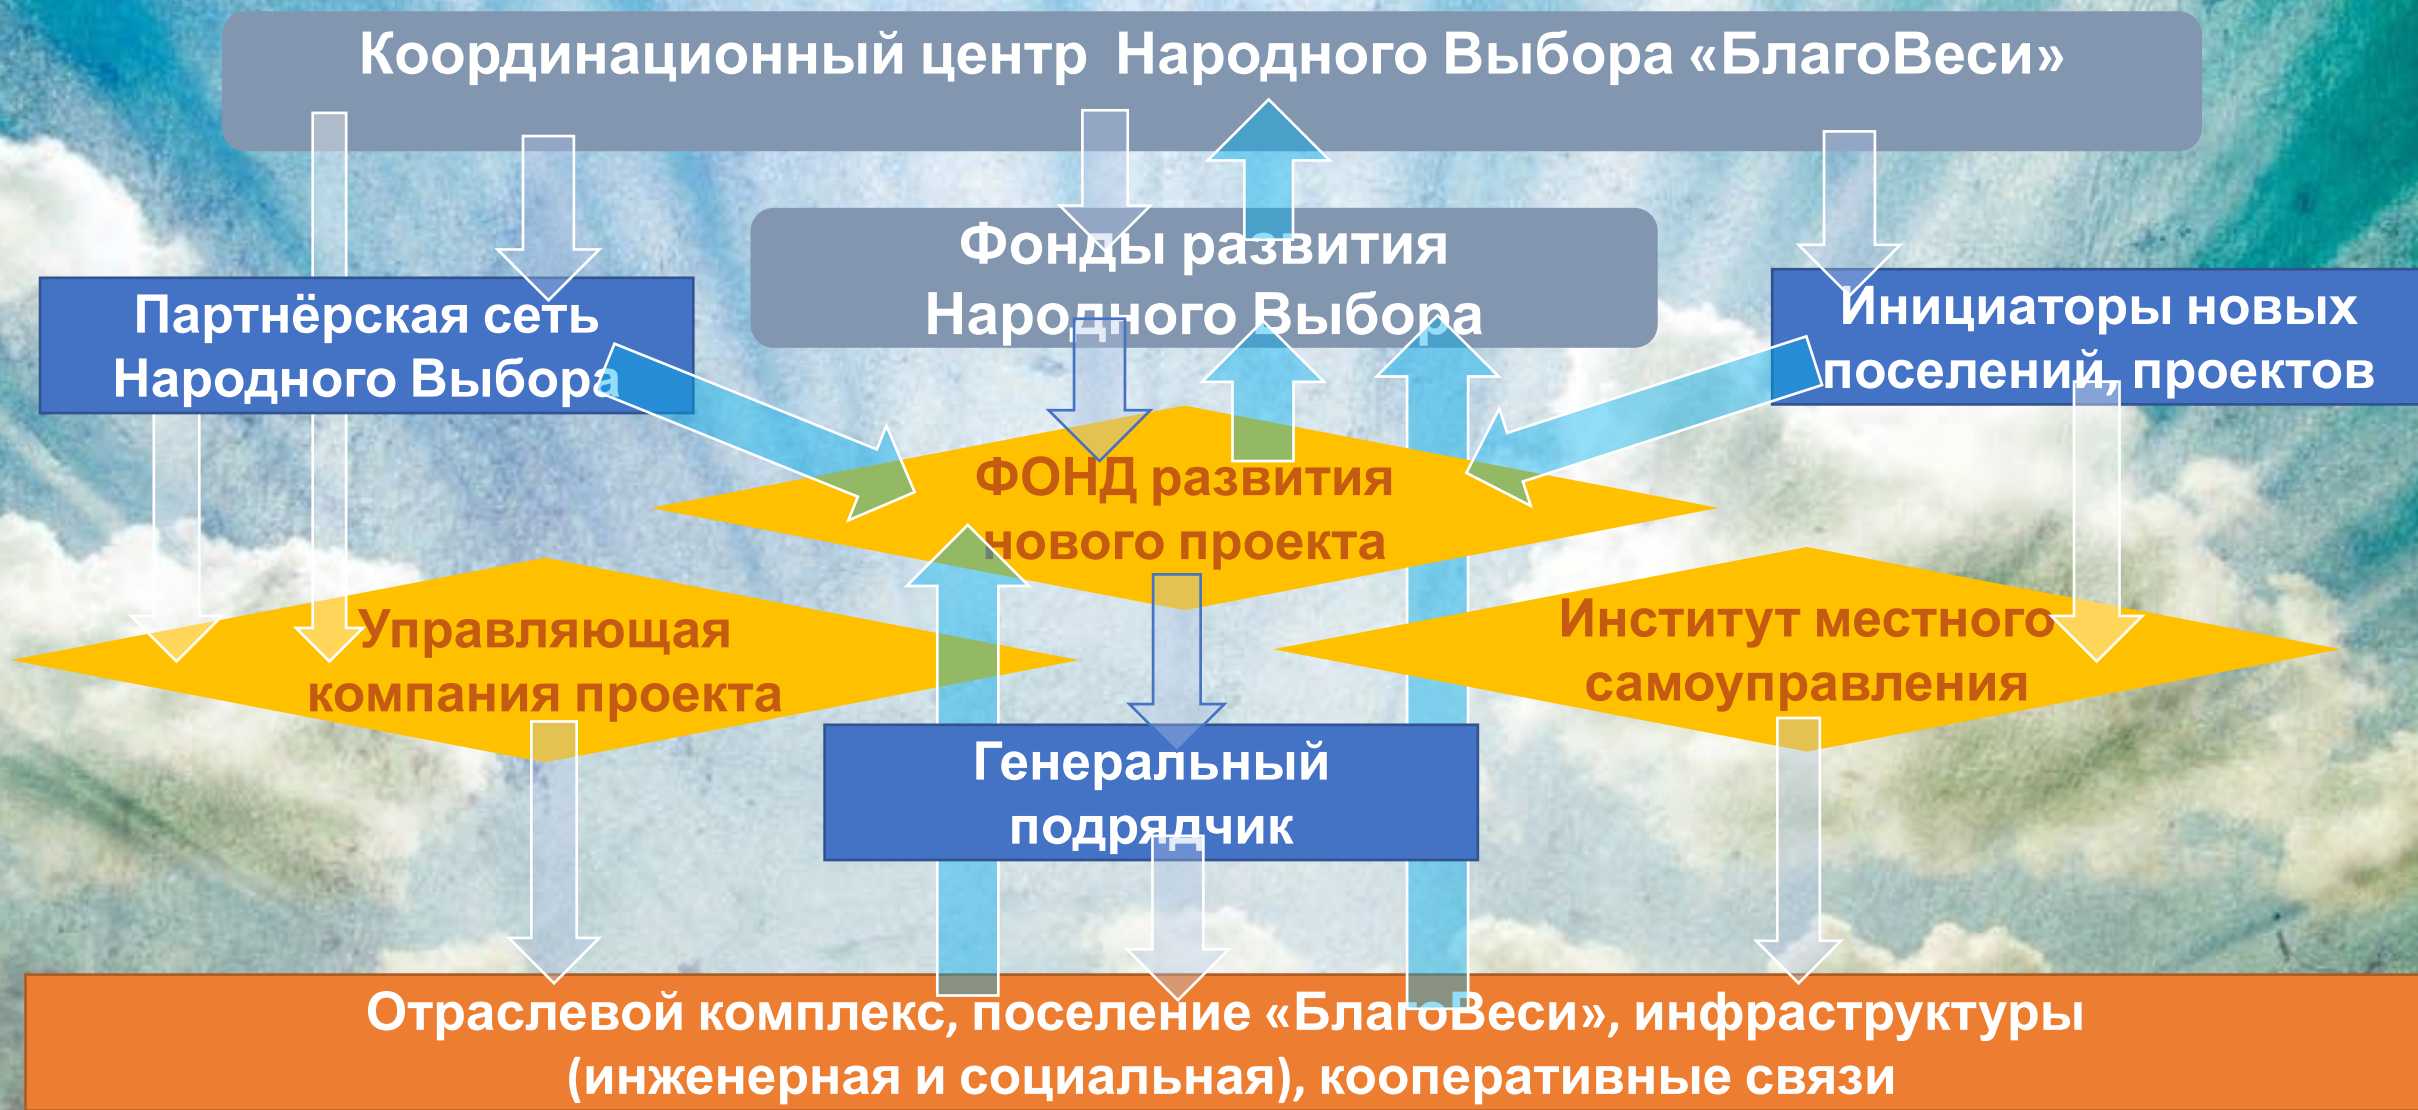 Координационный центр Народного Выбора «БлагоВеси»
Фонды развития
Народного Выбора
Партнёрская сеть
Народного Выбора
Инициаторы новых
поселений, проектов
ФОНД развития
нового проекта
Управляющая
компания проекта
Институт местного
самоуправления
Генеральный
подрядчик
Отраслевой комплекс, поселение «БлагоВеси», инфраструктуры
(инженерная и социальная), кооперативные связи